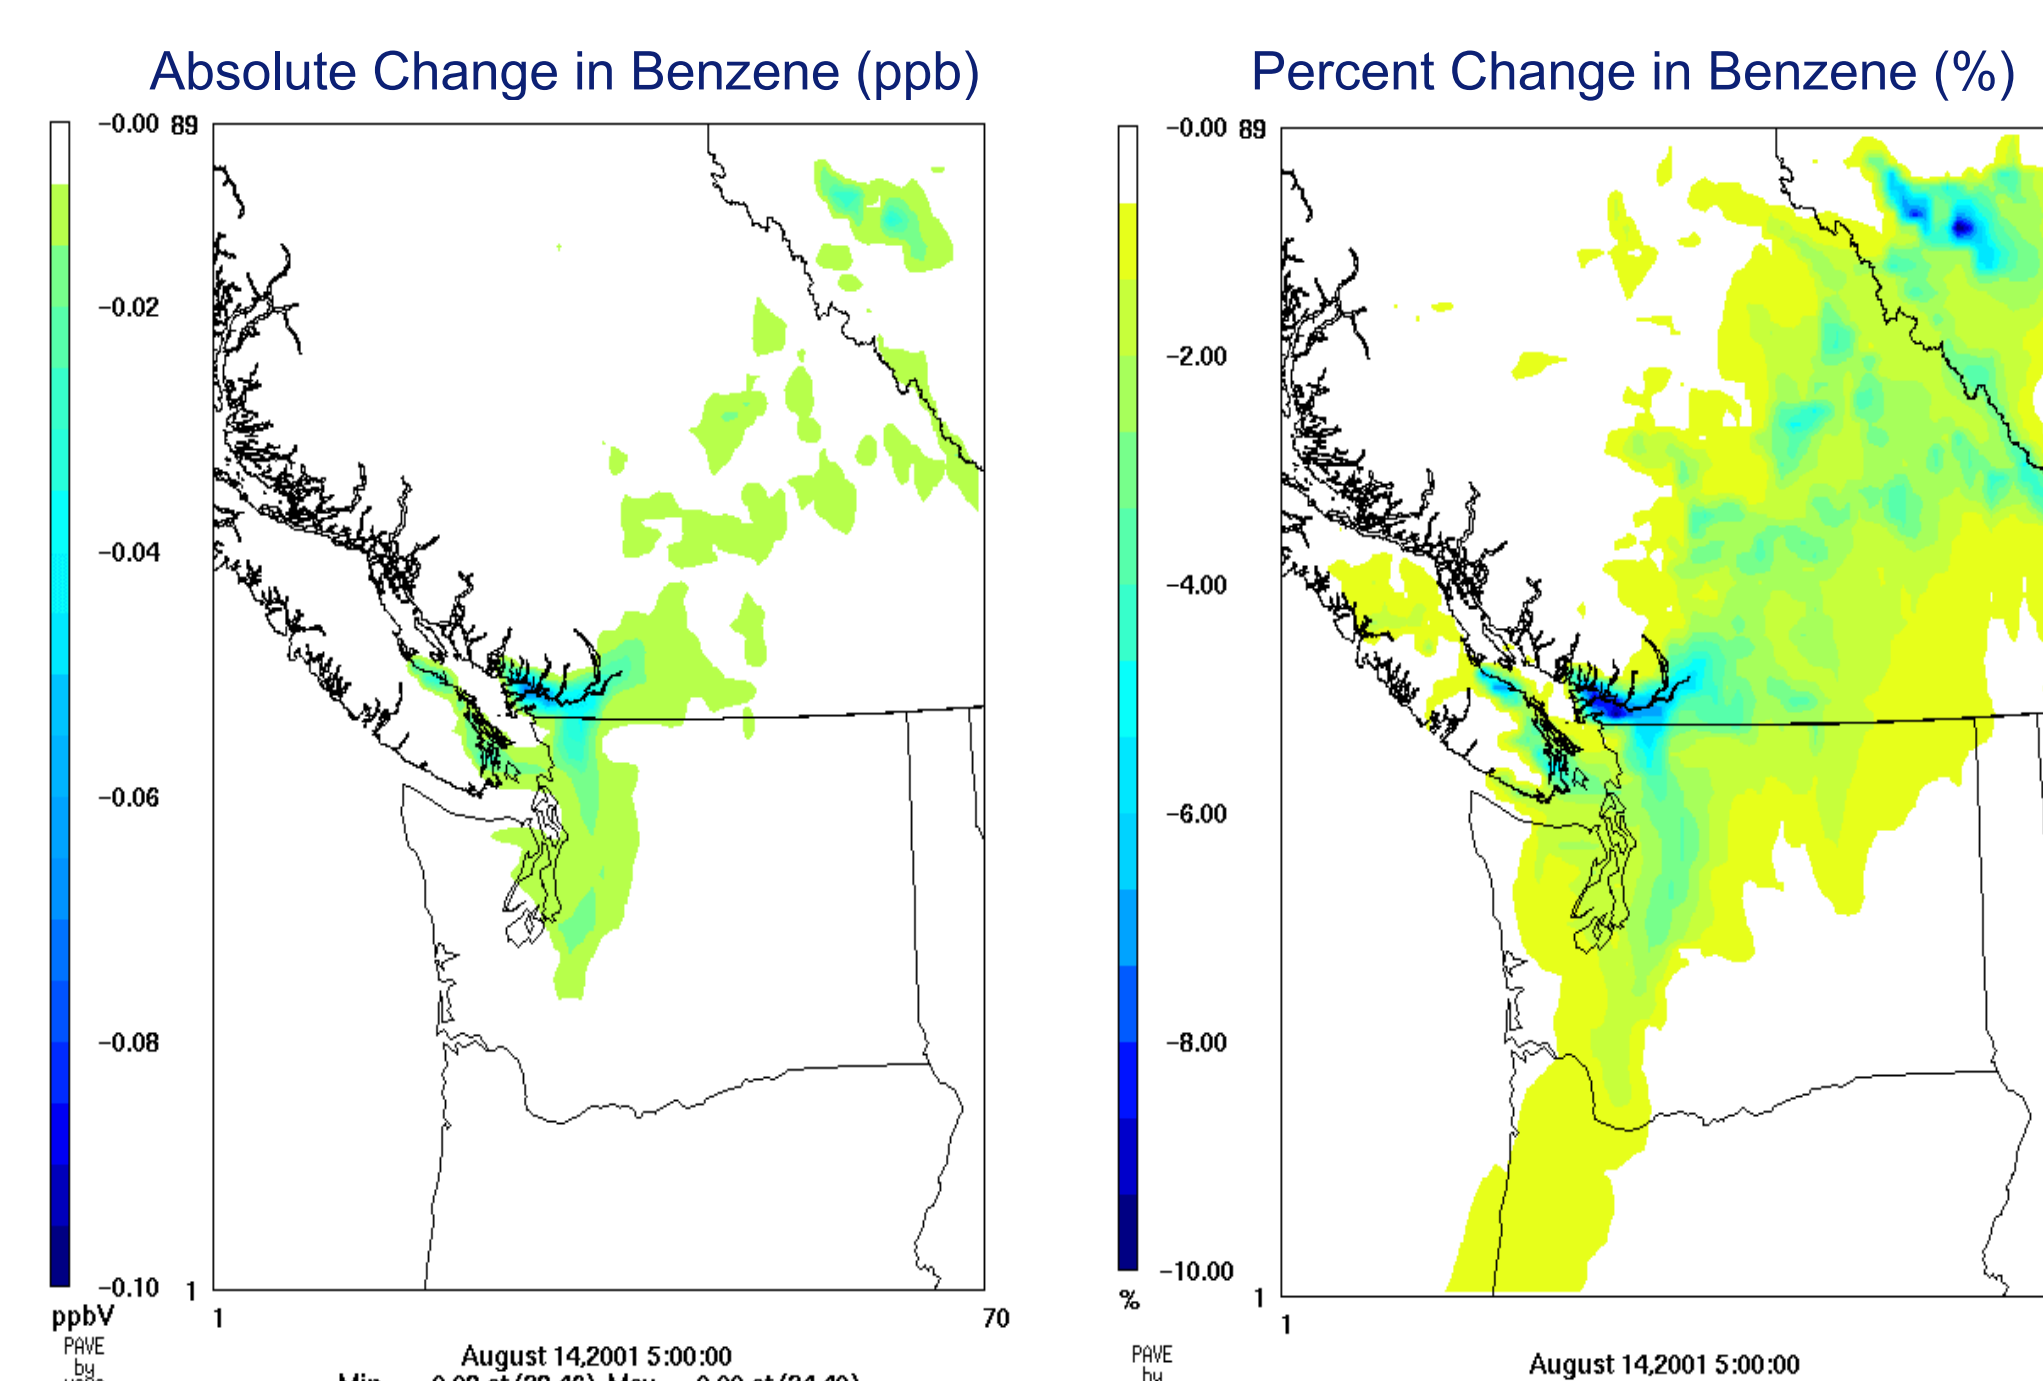 Absolute Change in Benzene (ppb)
-0.00
89
-0.02
-0.04
-0.06
-0.08
-0.10
1
ppbV
1
70
PAVE
by
August 14,2001 5:00:00
Percent Change in Benzene (%)
-0.00
89
-2.00
-4.00
-6.00
-8.00
-10.00
%
1
1
PAVE
by
August 14,2001 5:00:00